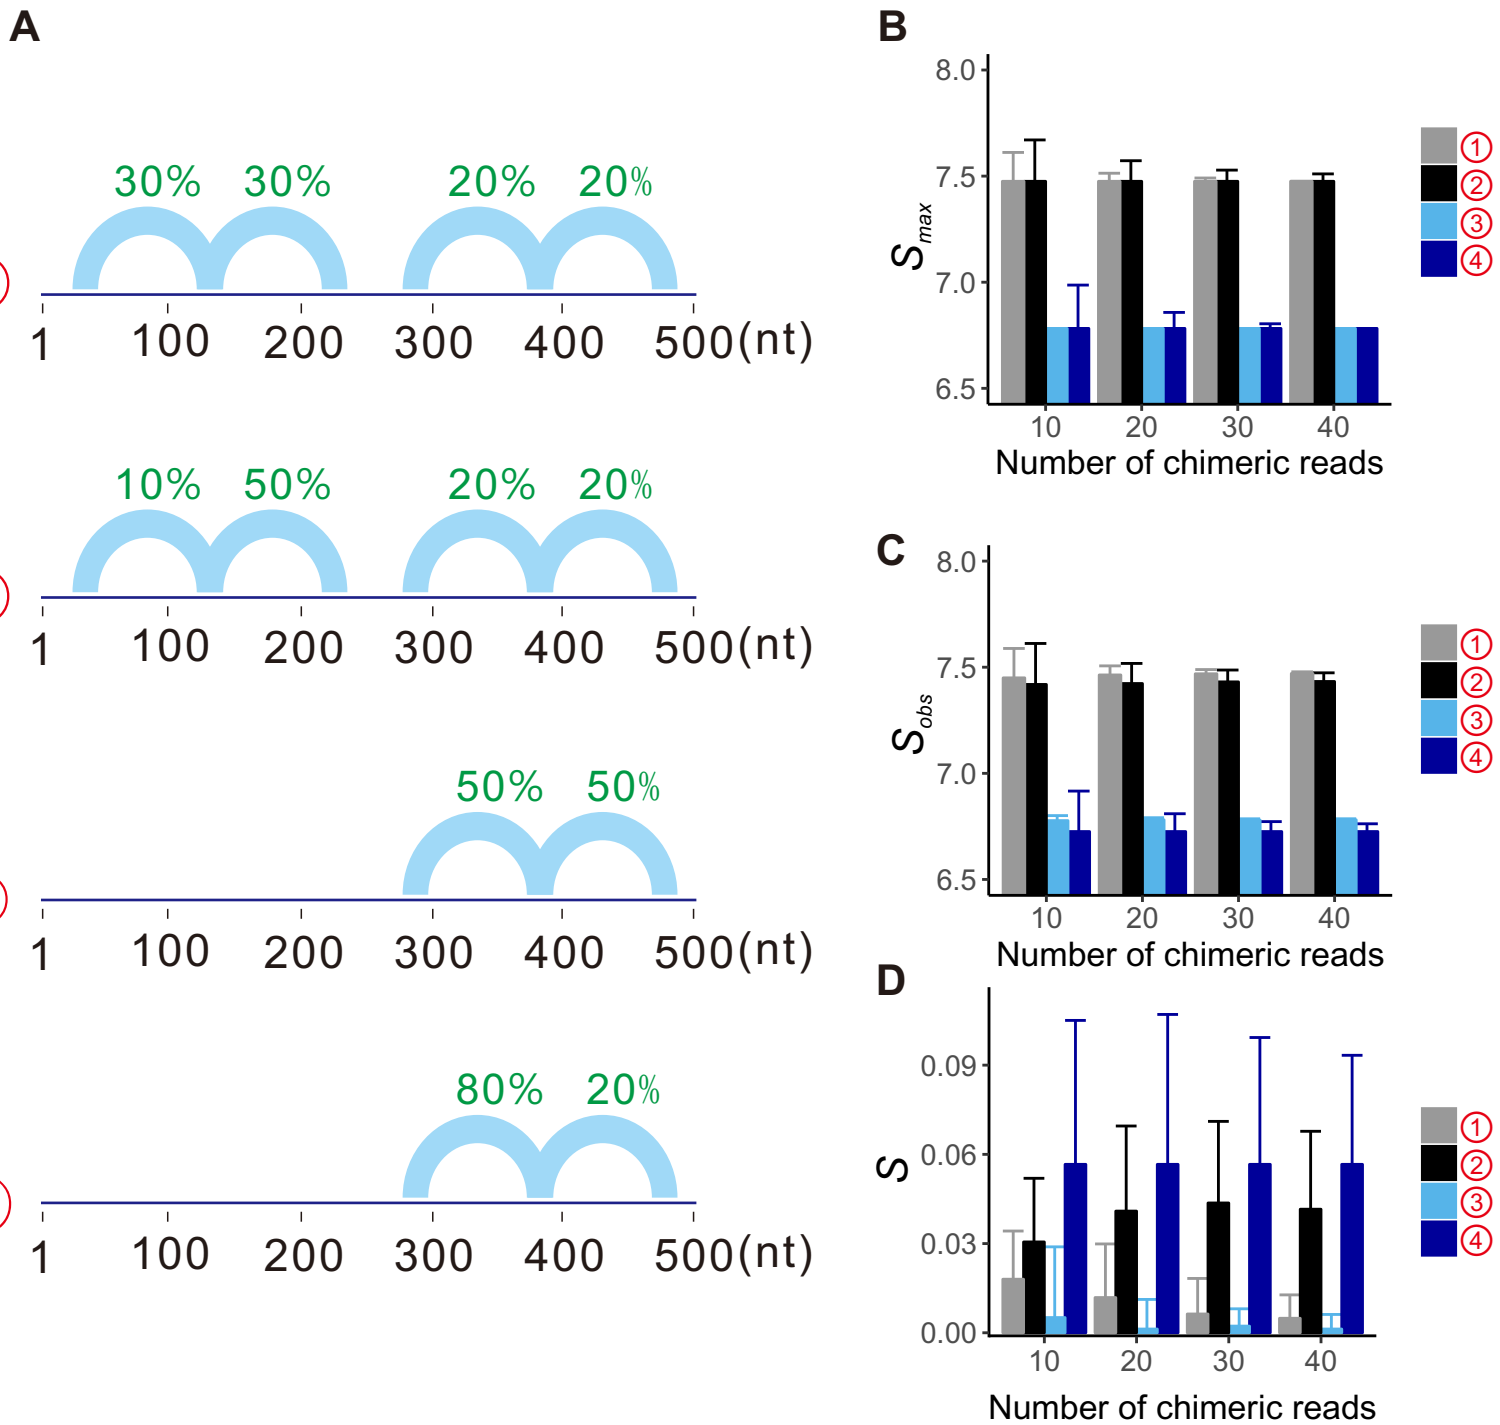 A
30% 30% 20% 20%
1 100 200 300 400 500(nt)
10% 50% 20% 20%
1 100 200 300 400 500(nt)
50% 50%
1 100 200 300 400 500(nt)
80% 20%
1 100 200 300 400 500(nt)
B
8.0
7.5
7.0
6.5
Smax
10 20 30 40
Number of chimeric reads
①
②
③
④
C
8.0
7.5
7.0
6.5
Sobs
10 20 30 40
Number of chimeric reads
①
②
③
④
D
0.09
0.06
0.03
0.00
S
10 20 30 40
Number of chimeric reads
①
②
③
④